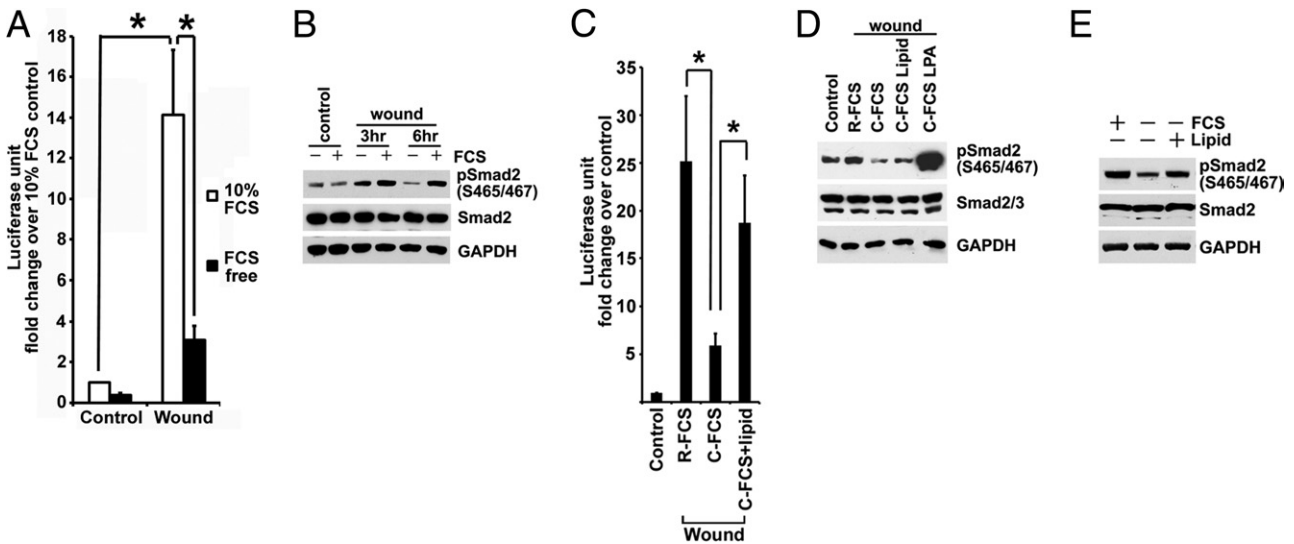 A
Luciferase unit
flold change over 10% FCS control
18
16
14
12
10
8
6
4
2
0
*
*
10%
FCS
FCS
free
Control Wound
B
control
wound
3hr 6hr
− + − + − + FCS
pSmad2
(S465/467)
Smad2
GAPDH
C
Luciferase unit
fold change over control
35
30
25
20
15
10
5
*
*
Control
R-FCS
C-FCS
C-FCS+lipid
Wound
D
wound
Control
R-FCS
C-FCS
C-FCS Lipid
C-FCS LPA
pSmad2
(S465/467)
Smad2/3
GAPDH
E
+ − − FCS
− − + Lipid
pSmad2
(S465/467)
Smad2
GAPDH